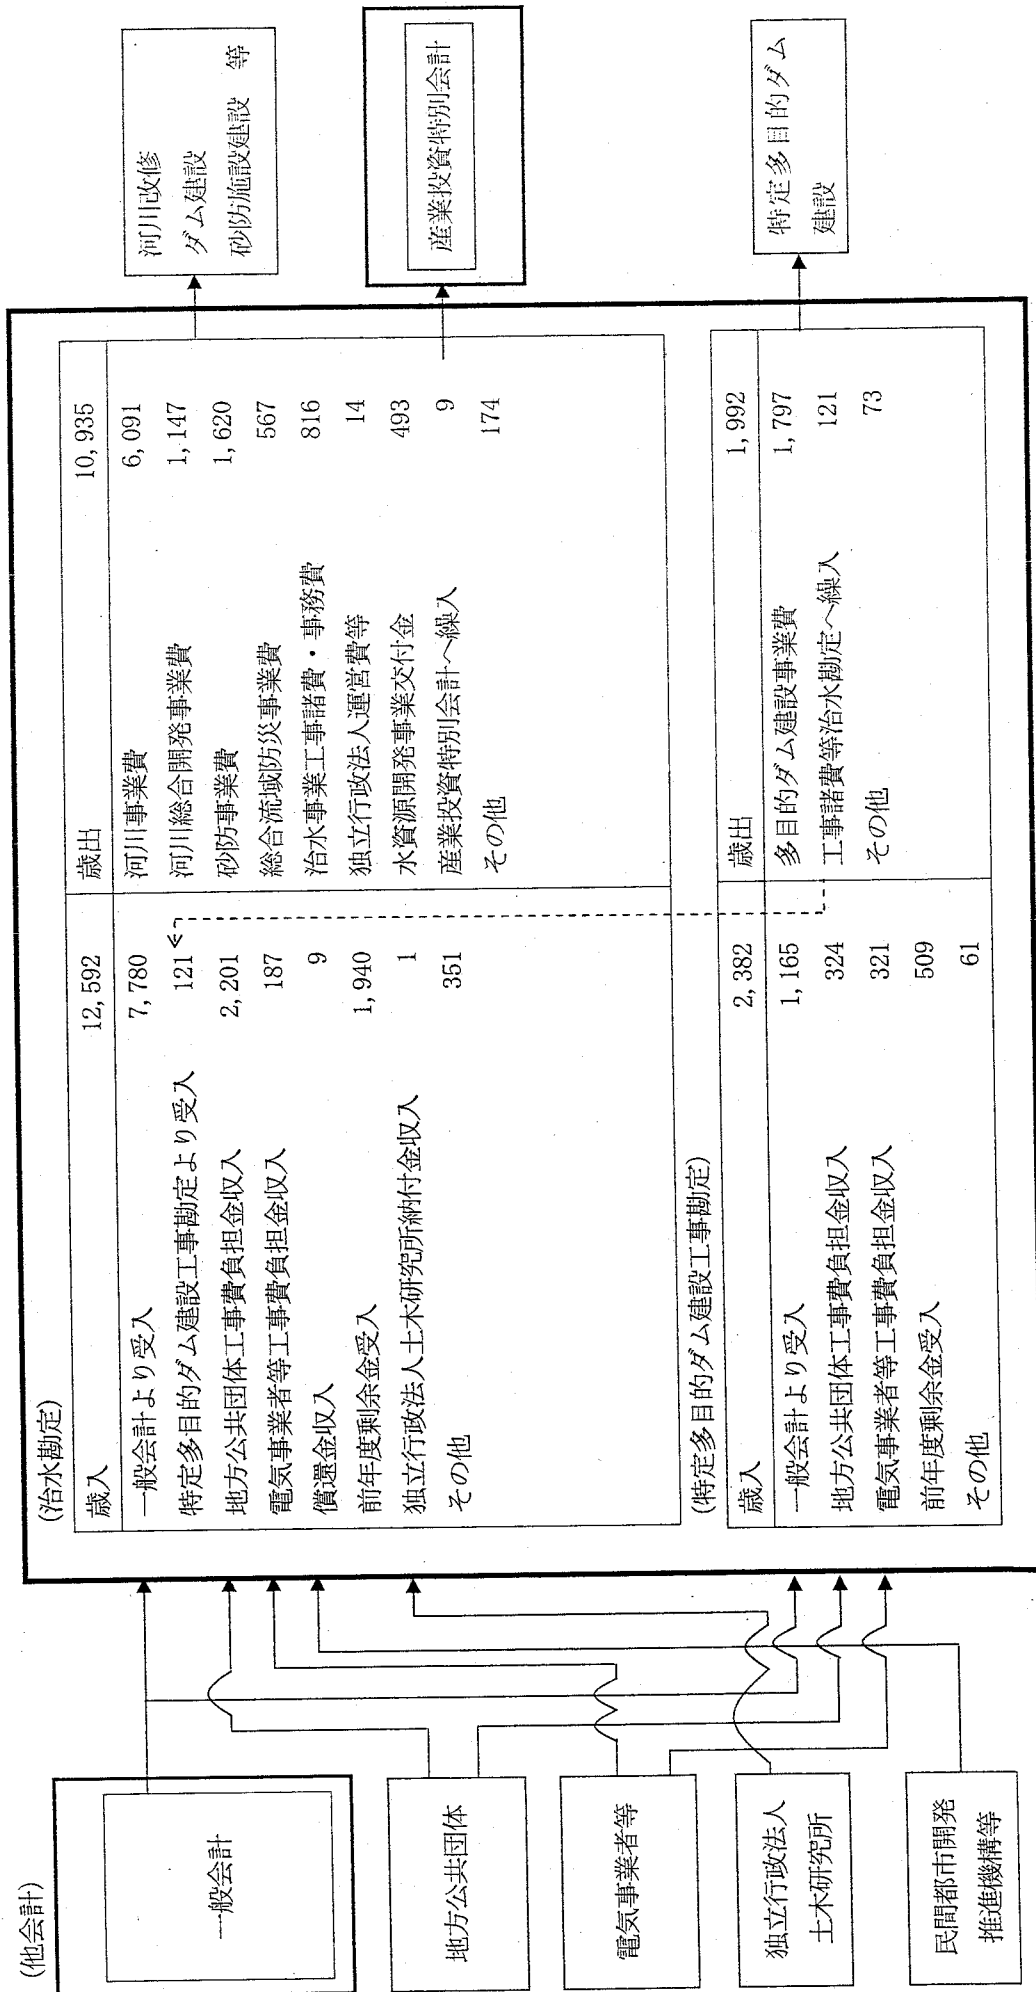 (他会計)
一般会計
地方公共団体
電気事業者等
独立行政法人
土木研究所
民間都市開発
推進機構等
(治水勘定)
歳入 12,592
一般会計より受入 7,780
特定多目的ダム建設工事勘定より受入 121
地方公共団体工事費負担金収入 2,201
電気事業者等工事費負担金収入 187
償還金収入 9
前年度剰余金受入 1,940
独立行政法人土木研究所納付金収入 1
その他 351
歳出 10,935
河川事業費 6,091
河川総合開発事業費 1,147
砂防事業費 1,620
総合流域防災事業費 567
治水事業工事諸費・事務費 816
独立行政法人運営費等 14
水資源開発事業交付金 493
産業投資特別会計へ繰入 9
その他 174
(特定多目的ダム建設工事勘定)
歳入 2,382
一般会計より受入 1,165
地方公共団体工事費負担金収入 324
電気事業者等工事費負担金収入 321
前年度剰余金受入 509
その他 61
歳出 1,992
多目的ダム建設事業費 1,797
工事諸費等治水勘定へ繰入 121
その他 73
河川改修
ダム建設
砂防施設建設 等
産業投資特別会計
特定多目的ダム
建設